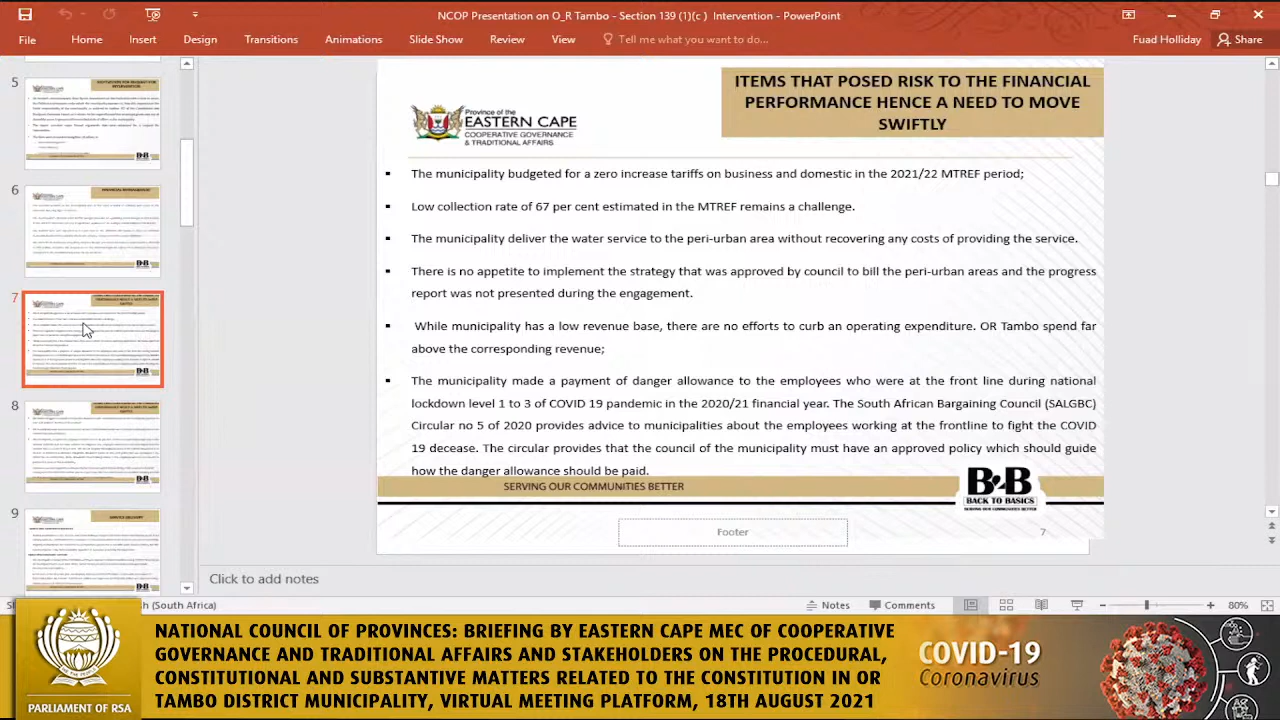 NCOP Presentation on O_R Tambo - Section 139 (1)(c ) Intervention - PowerPoint
File Home Insert Design Transitions Animations Slide Show Review View Tell me what you want to do... Fuad Holliday Share
5
6
7
8
9
Province of the
EASTERN CAPE
COOPERATIVE GOVERNANCE
& TRADITIONAL AFFAIRS
ITEMS THAT POSED RISK TO THE FINANCIAL
PERFORMANCE HENCE A NEED TO MOVE
SWIFTLY
The municipality budgeted for a zero increase tariffs on business and domestic in the 2021/22 MTREF period;
Low collection rate of 67 percent estimated in the MTREF remains a challenge.
The municipality deliver the water service to the peri-urban area without recovering any costs of providing the service.
There is no appetite to implement the strategy that was approved by council to bill the peri-urban areas and the progress
report was not presented during the engagement.
While municipality has a low revenue base, there are no efforts to curb an operating expenditure. OR Tambo spend far
above the corresponding revenue;
The municipality made a payment of danger allowance to the employees who were at the front line during national
lockdown level 1 to 3 of COVID 19 pandemic in the 2020/21 financial year. The South African Bargaining Council (SALGBC)
Circular no 5 of 2020 provides advice to municipalities about the employees working at the frontline to fight the COVID
19 decease. The circular provides that the council of the municipality must have an approved policy which should guide
how the danger allowance should be paid.
SERVING OUR COMMUNITIES BETTER
B2B
BACK TO BASICS
SERVING OUR COMMUNITIES BETTER
Footer
7
Click to add notes
(South Africa) Notes Comments 80%
PARLIAMENT OF RSA
NATIONAL COUNCIL OF PROVINCES: BRIEFING BY EASTERN CAPE MEC OF COOPERATIVE
GOVERNANCE AND TRADITIONAL AFFAIRS AND STAKEHOLDERS ON THE PROCEDURAL,
CONSTITUTIONAL AND SUBSTANTIVE MATTERS RELATED TO THE CONSTITUTION IN OR
TAMBO DISTRICT MUNICIPALITY, VIRTUAL MEETING PLATFORM, 18TH AUGUST 2021
COVID-19
Coronavirus